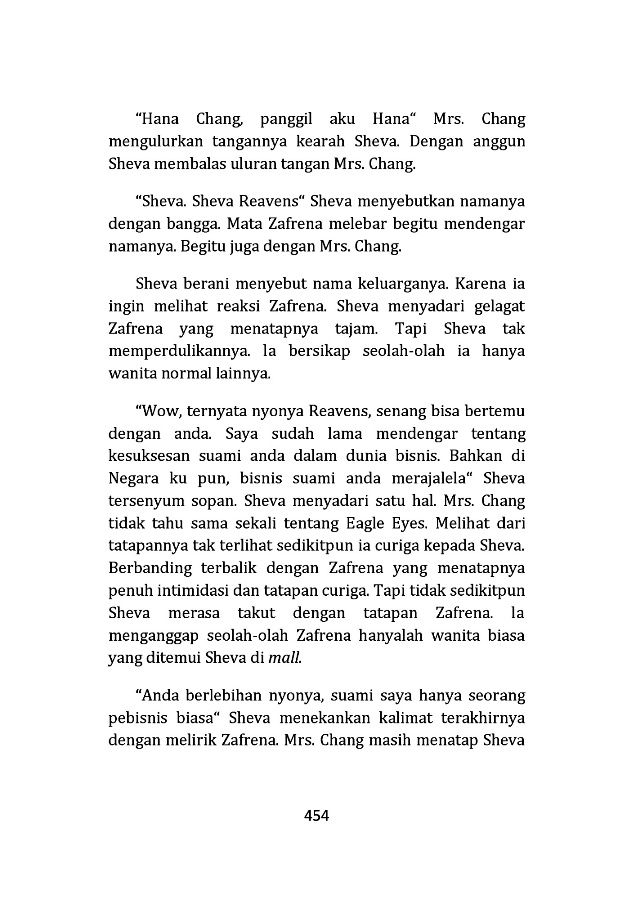 “Hana Chang, panggil aku Hana“ Mrs. Chang
mengulurkan tangannya kearah Sheva. Dengan anggun
Sheva membalas uluran tangan Mrs. Chang.
“Sheva. Sheva Reavens“ Sheva menyebutkan namanya
dengan bangga. Mata Zafrena melebar begitu mendengar
namanya. Begitu juga dengan Mrs. Chang.
Sheva berani menyebut nama keluarganya. Karena ia
ingin melihat reaksi Zafrena. Sheva menyadari gelagat
Zafrena yang menatapnya tajam. Tapi Sheva tak
memperdulikannya. Ia bersikap seolah-olah ia hanya
wanita normal lainnya.
“Wow, ternyata nyonya Reavens, senang bisa bertemu
dengan anda. Saya sudah lama mendengar tentang
kesuksesan suami anda dalam dunia bisnis. Bahkan di
Negara ku pun, bisnis suami anda merajalela“ Sheva
tersenyum sopan. Sheva menyadari satu hal. Mrs. Chang
tidak tahu sama sekali tentang Eagle Eyes. Melihat dari
tatapannya tak terlihat sedikitpun ia curiga kepada Sheva.
Berbanding terbalik dengan Zafrena yang menatapnya
penuh intimidasi dan tatapan curiga. Tapi tidak sedikitpun
Sheva merasa takut dengan tatapan Zafrena. Ia
menganggap seolah-olah Zafrena hanyalah wanita biasa
yang ditemui Sheva di mall.
“Anda berlebihan nyonya, suami saya hanya seorang
pebisnis biasa“ Sheva menekankan kalimat terakhirnya
dengan melirik Zafrena. Mrs. Chang masih menatap Sheva
454